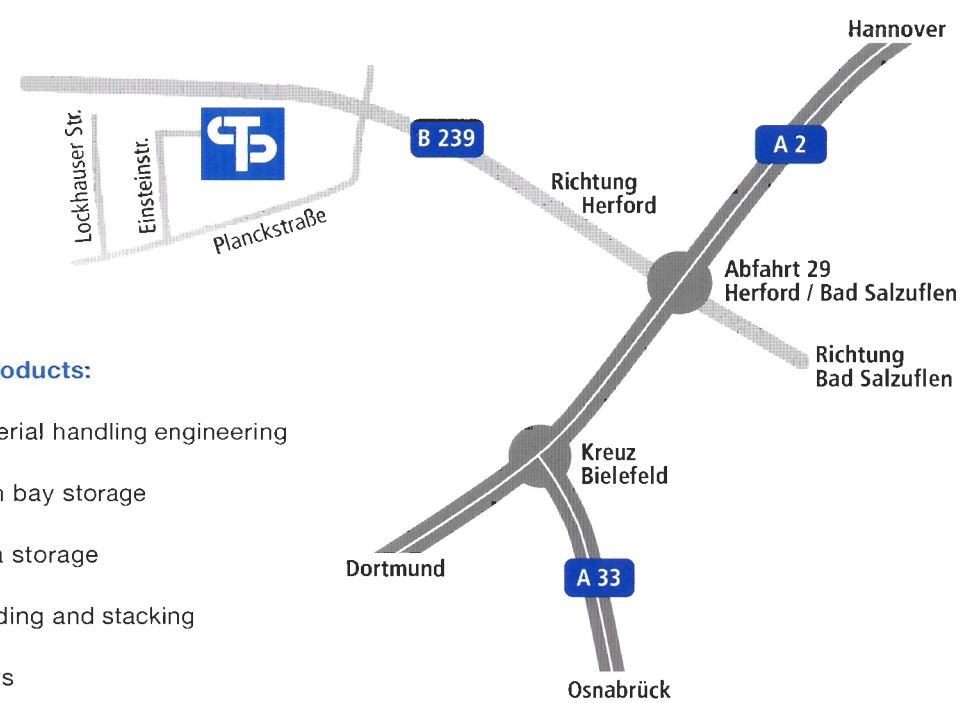 Hannover
Lockhauser Str.
Einsteinstr.
B 239
A 2
Richtung
Herford
Planckstraße
Abfahrt 29
Herford / Bad Salzuflen
Richtung
Bad Salzuflen
oducts:
erial handling engineering
bay storage
storage
ding and stacking
s
Kreuz
Bielefeld
Dortmund
A 33
Osnabrück